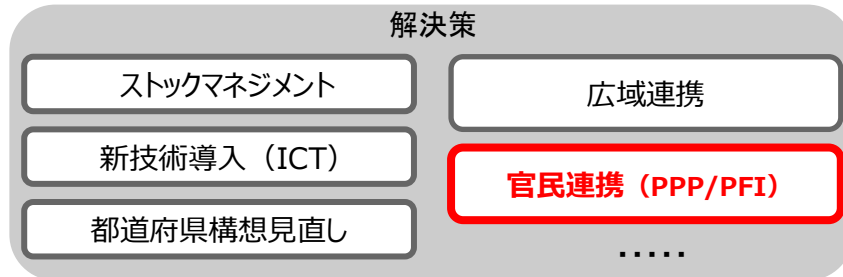 解決策
ストックマネジメント
新技術導入（ICT）
都道府県構想見直し
広域連携
官民連携（PPP/PFI）
・・・・・